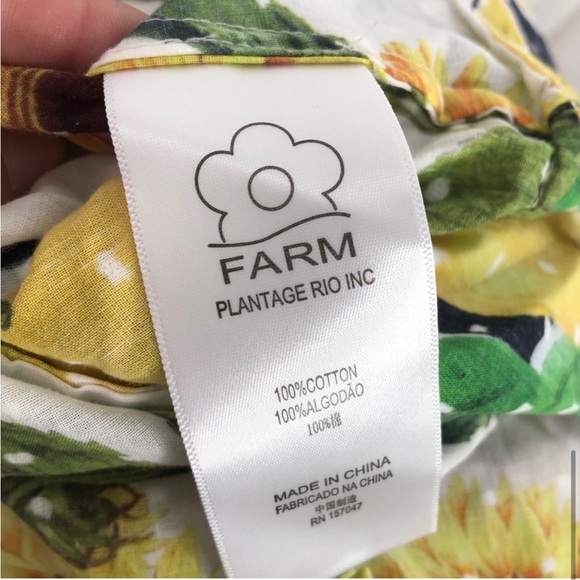 FARM
PLANTAGE RIO INC
100%COTTON
100%ALGODÃO
100%棉
MADE IN CHINA
FABRICADO NA CHINA
中国制造
RN 157047